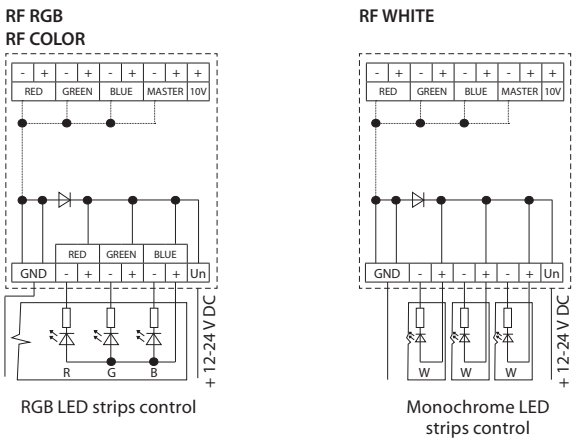 RF RGB
RF COLOR
- + - + - + - + +
RED GREEN BLUE MASTER 10V
RED GREEN BLUE
GND - + - + - + Un
R G B
+ 12-24 V DC
RGB LED strips control
RF WHITE
- + - + - + - + +
RED GREEN BLUE MASTER 10V
GND - + - + - + Un
W W W
+ 12-24 V DC
Monochrome LED
strips control